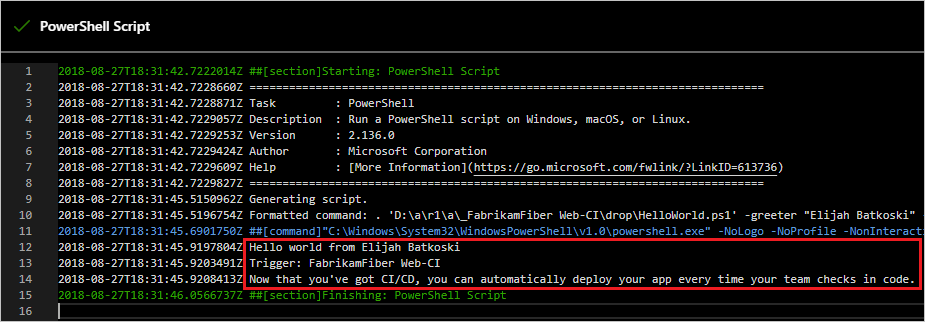 PowerShell Script
1 2018-08-27T18:31:42.7222014Z ##[section]Starting: PowerShell Script
2 2018-08-27T18:31:42.7228660Z ==============================================================================
3 2018-08-27T18:31:42.7228871Z Task         : PowerShell
4 2018-08-27T18:31:42.7229057Z Description  : Run a PowerShell script on Windows, macOS, or Linux.
5 2018-08-27T18:31:42.7229253Z Version      : 2.136.0
6 2018-08-27T18:31:42.7229424Z Author       : Microsoft Corporation
7 2018-08-27T18:31:42.7229609Z Help         : [More Information](https://go.microsoft.com/fwlink/?LinkID=613736)
8 2018-08-27T18:31:42.7229827Z ==============================================================================
9 2018-08-27T18:31:45.5150962Z Generating script.
10 2018-08-27T18:31:45.5196754Z Formatted command: . 'D:\a\r1\a\_FabrikamFiber Web-CI\drop\HelloWorld.ps1' -greeter "Elijah Batkoski" -
11 2018-08-27T18:31:45.6901750Z ##[command]"C:\Windows\System32\WindowsPowerShell\v1.0\powershell.exe" -NoLogo -NoProfile -NonInteract
12 2018-08-27T18:31:45.9197804Z Hello world from Elijah Batkoski
13 2018-08-27T18:31:45.9203491Z Trigger: FabrikamFiber Web-CI
14 2018-08-27T18:31:45.9208413Z Now that you've got CI/CD, you can automatically deploy your app every time your team checks in code.
15 2018-08-27T18:31:46.0566737Z ##[section]Finishing: PowerShell Script
16